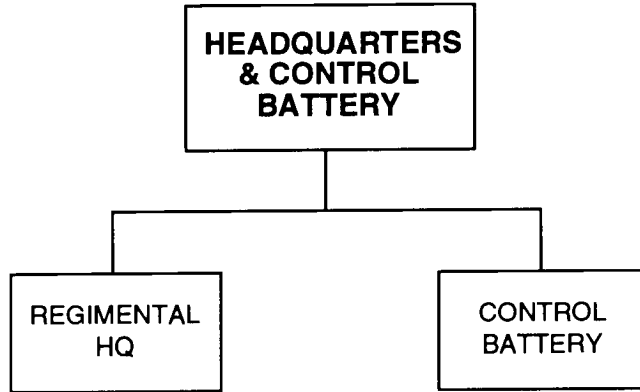 HEADQUARTERS
& CONTROL
BATTERY
REGIMENTAL
HQ
CONTROL
BATTERY